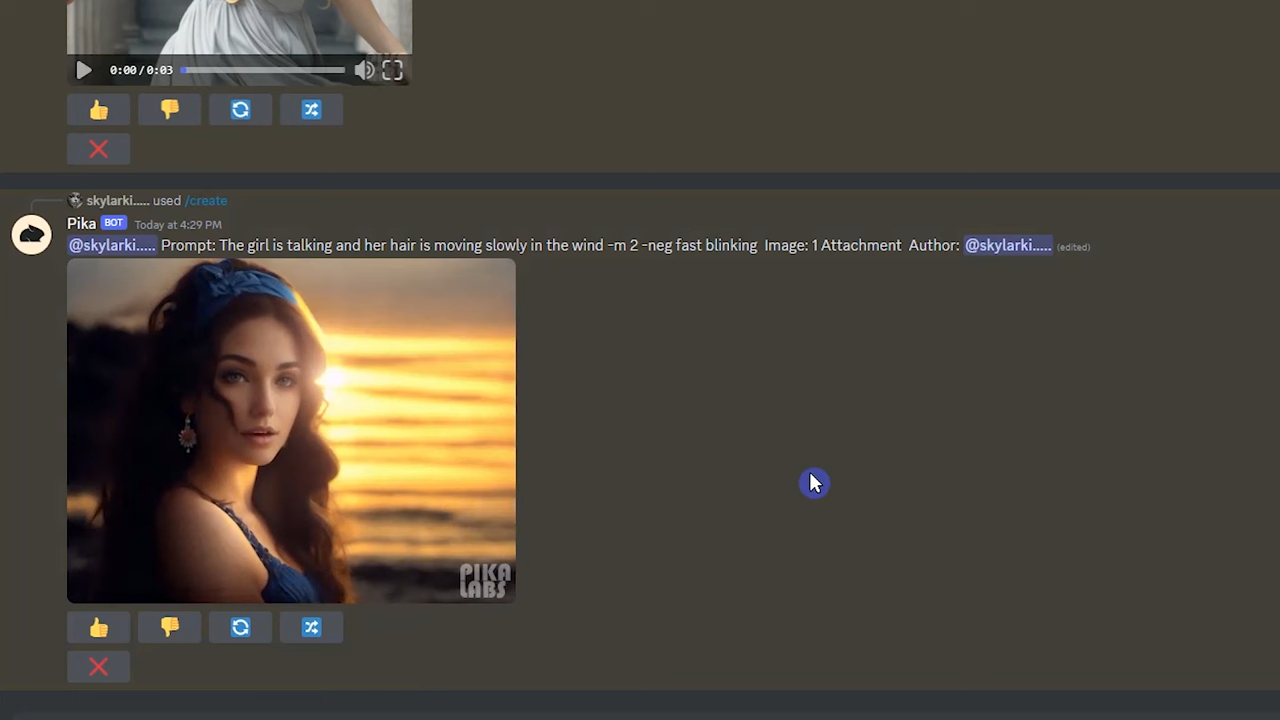 0:00/0:03
skylarki..... used /create
Pika BOT Today at 4:29 PM
@skylarki..... Prompt: The girl is talking and her hair is moving slowly in the wind -m 2 -neg fast blinking Image: 1 Attachment Author: @skylarki..... (edited)
PIKA
LABS